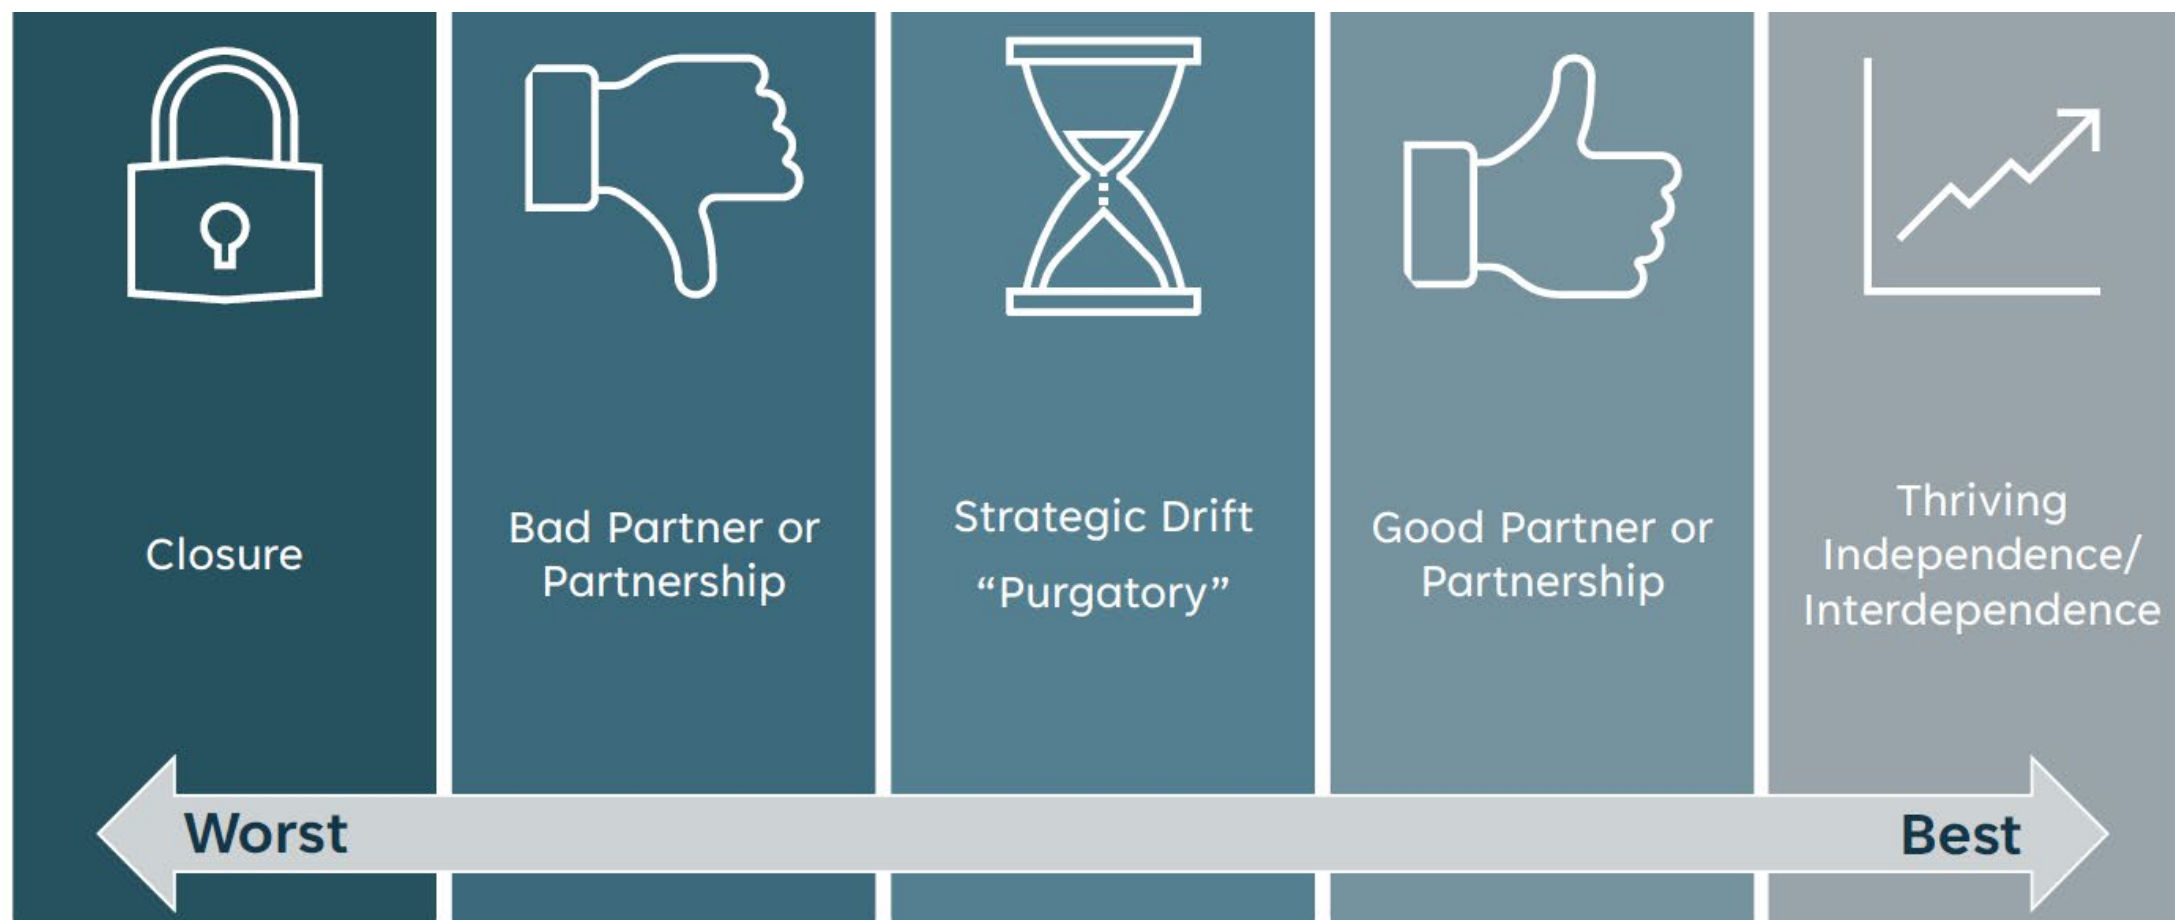 Closure
Bad Partner or
Partnership
Strategic Drift
“Purgatory”
Good Partner or
Partnership
Thriving
Independence/
Interdependence
Worst
Best